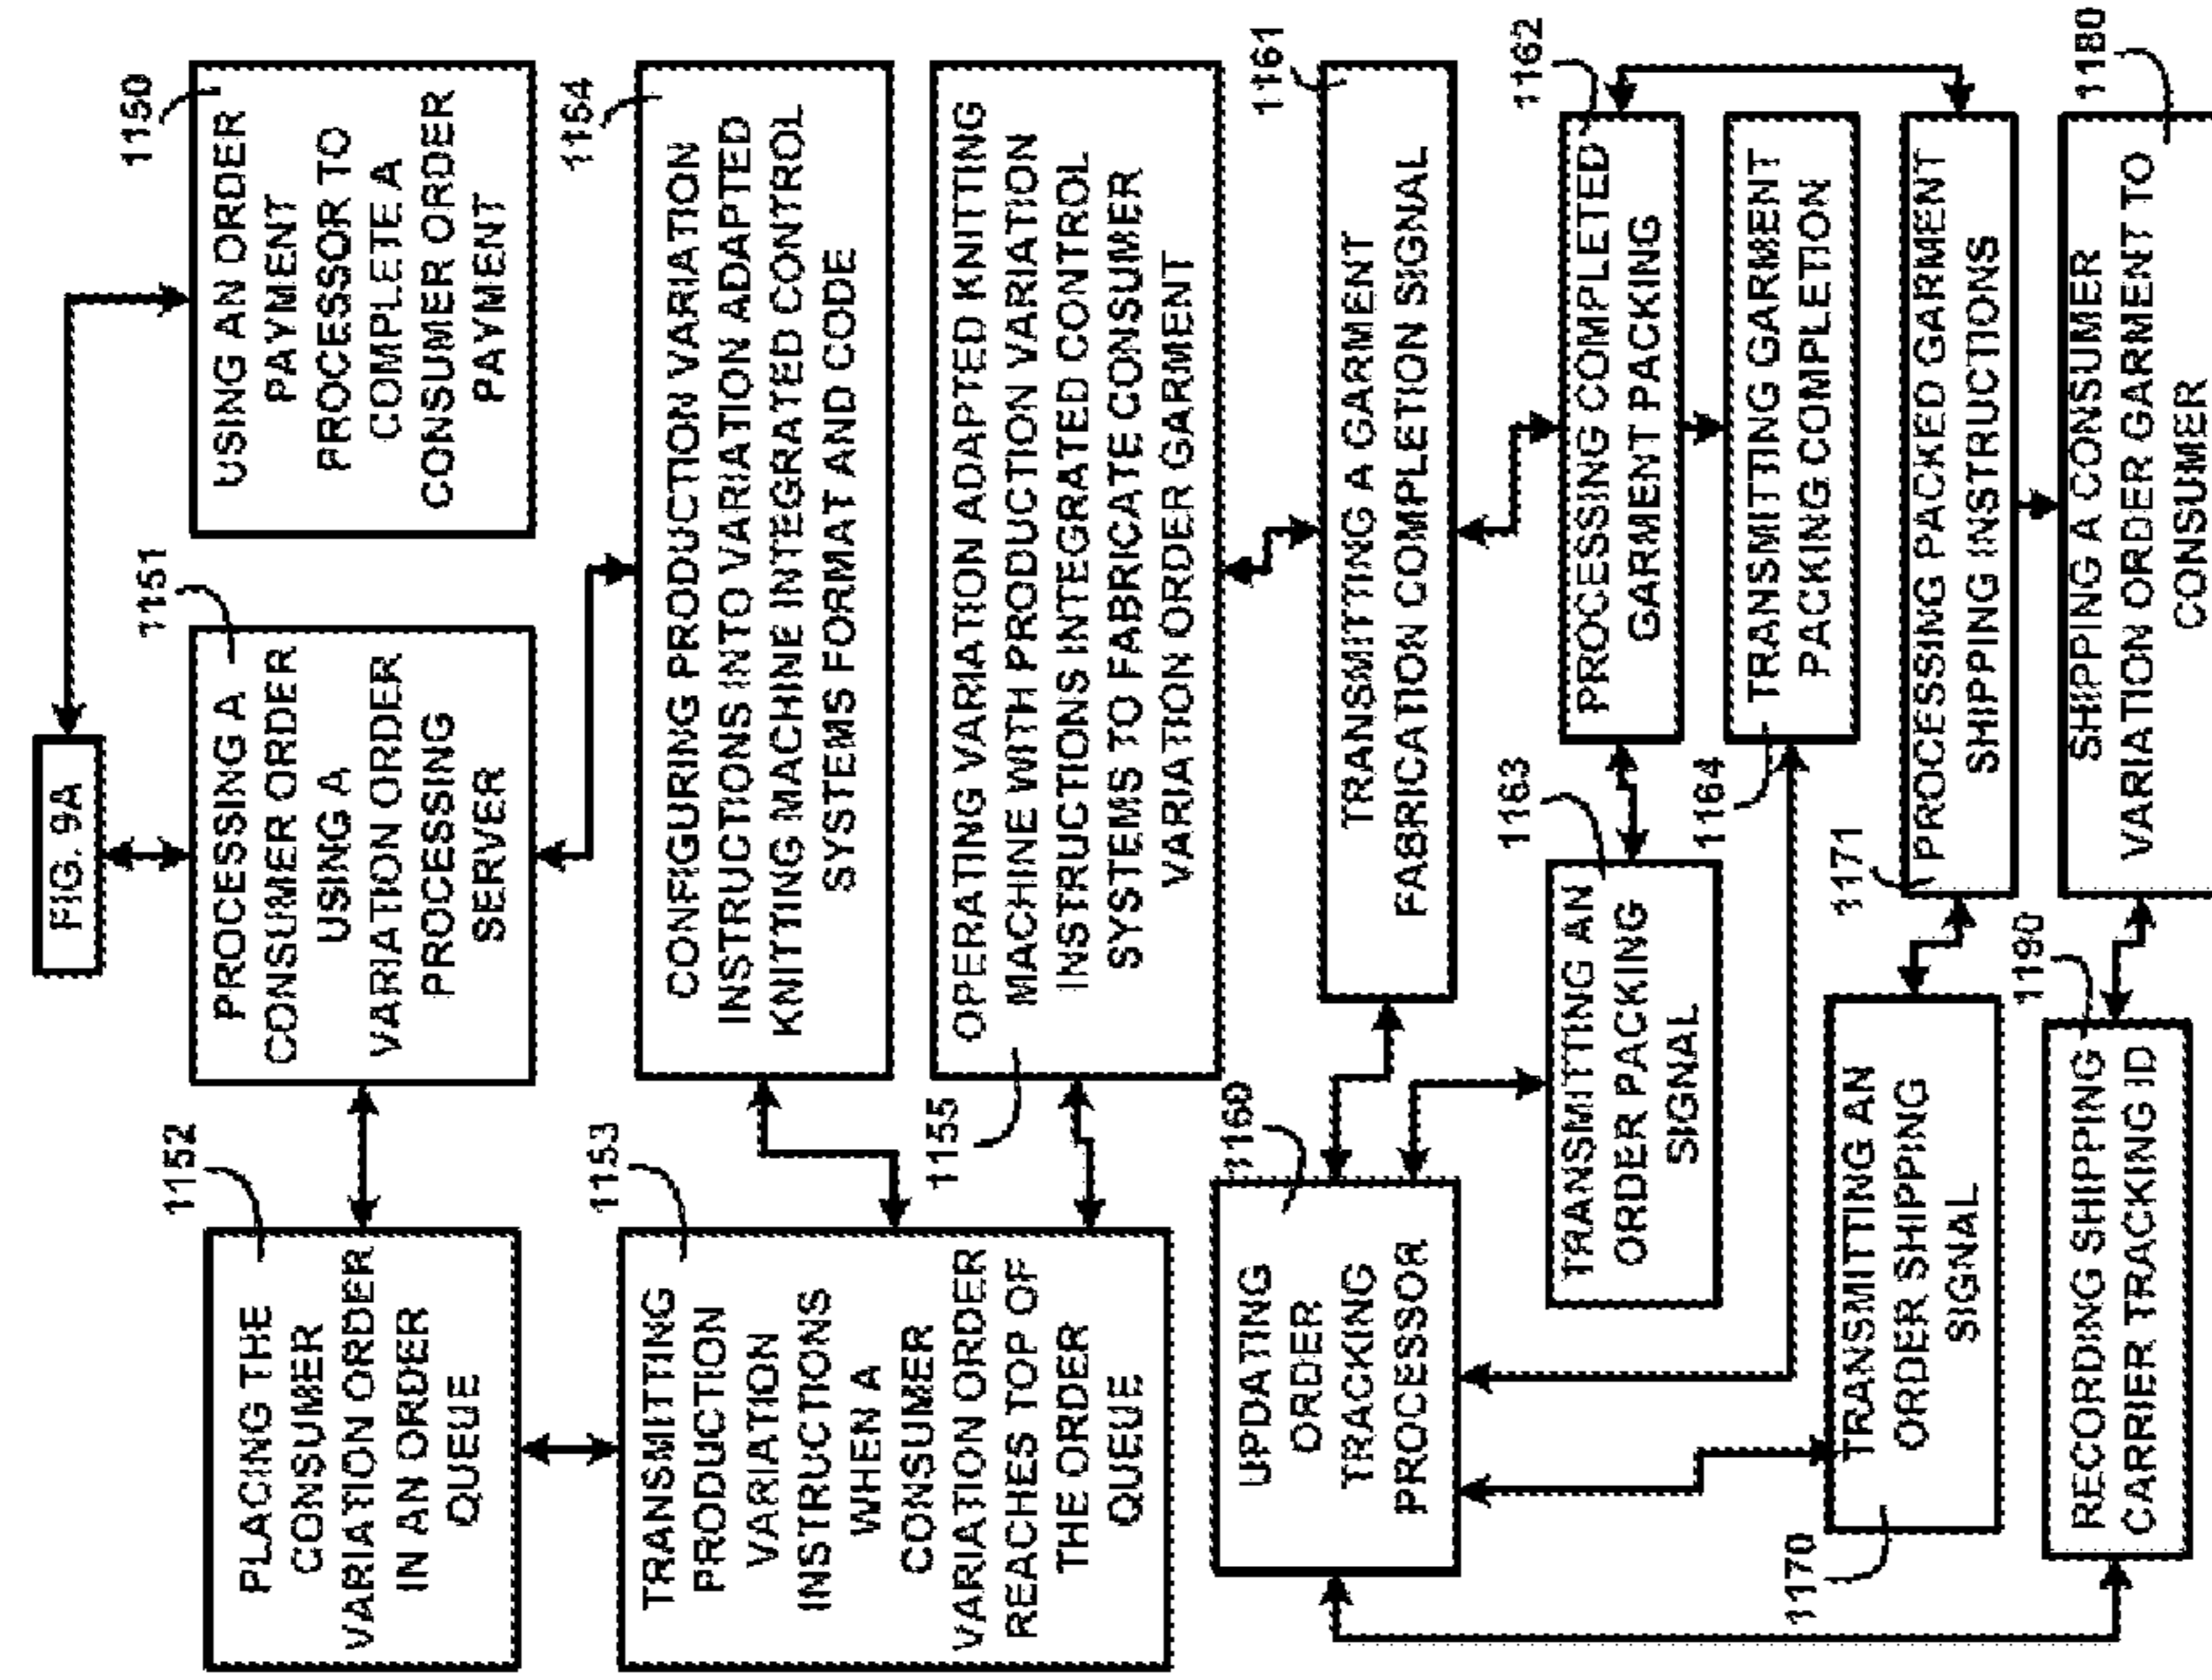 FIG. 9A
1152
PLACING THE
CONSUMER
VARIATION ORDER
IN AN ORDER
QUEUE
1151
PROCESSING A
CONSUMER ORDER
USING A
VARIATION ORDER
PROCESSING
SERVER
1150
USING AN ORDER
PAYMENT
PROCESSOR TO
COMPLETE A
CONSUMER ORDER
PAYMENT
1153
TRANSMITTING
PRODUCTION
VARIATION
INSTRUCTIONS
WHEN A
CONSUMER
VARIATION ORDER
REACHES TOP OF
THE ORDER
QUEUE
1154
CONFIGURING PRODUCTION VARIATION
INSTRUCTIONS INTO VARIATION ADAPTED
KNITTING MACHINE INTEGRATED CONTROL
SYSTEMS FORMAT AND CODE
1155
OPERATING VARIATION ADAPTED KNITTING
MACHINE WITH PRODUCTION VARIATION
INSTRUCTIONS INTEGRATED CONTROL
SYSTEMS TO FABRICATE CONSUMER
VARIATION ORDER GARMENT
1160
UPDATING
ORDER
TRACKING
PROCESSOR
1161
TRANSMITTING A GARMENT
FABRICATION COMPLETION SIGNAL
1163
TRANSMITTING AN
ORDER PACKING
SIGNAL
1162
PROCESSING COMPLETED
GARMENT PACKING
1164
TRANSMITTING GARMENT
PACKING COMPLETION
1170
TRANSMITTING AN
ORDER SHIPPING
SIGNAL
1171
PROCESSING PACKED GARMENT
SHIPPING INSTRUCTIONS
1190
RECORDING SHIPPING
CARRIER TRACKING ID
1180
SHIPPING A CONSUMER
VARIATION ORDER GARMENT TO
CONSUMER